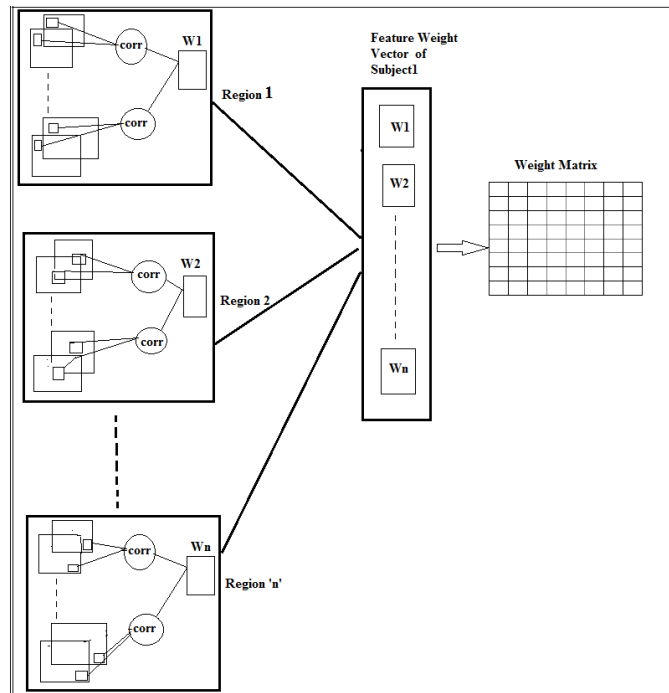 corr
W1
corr
Region 1
corr
W2
corr
Region 2
corr
Wn
corr
Region 'n'
Feature Weight
Vector of
Subject1
W1
W2
Wn
Weight Matrix